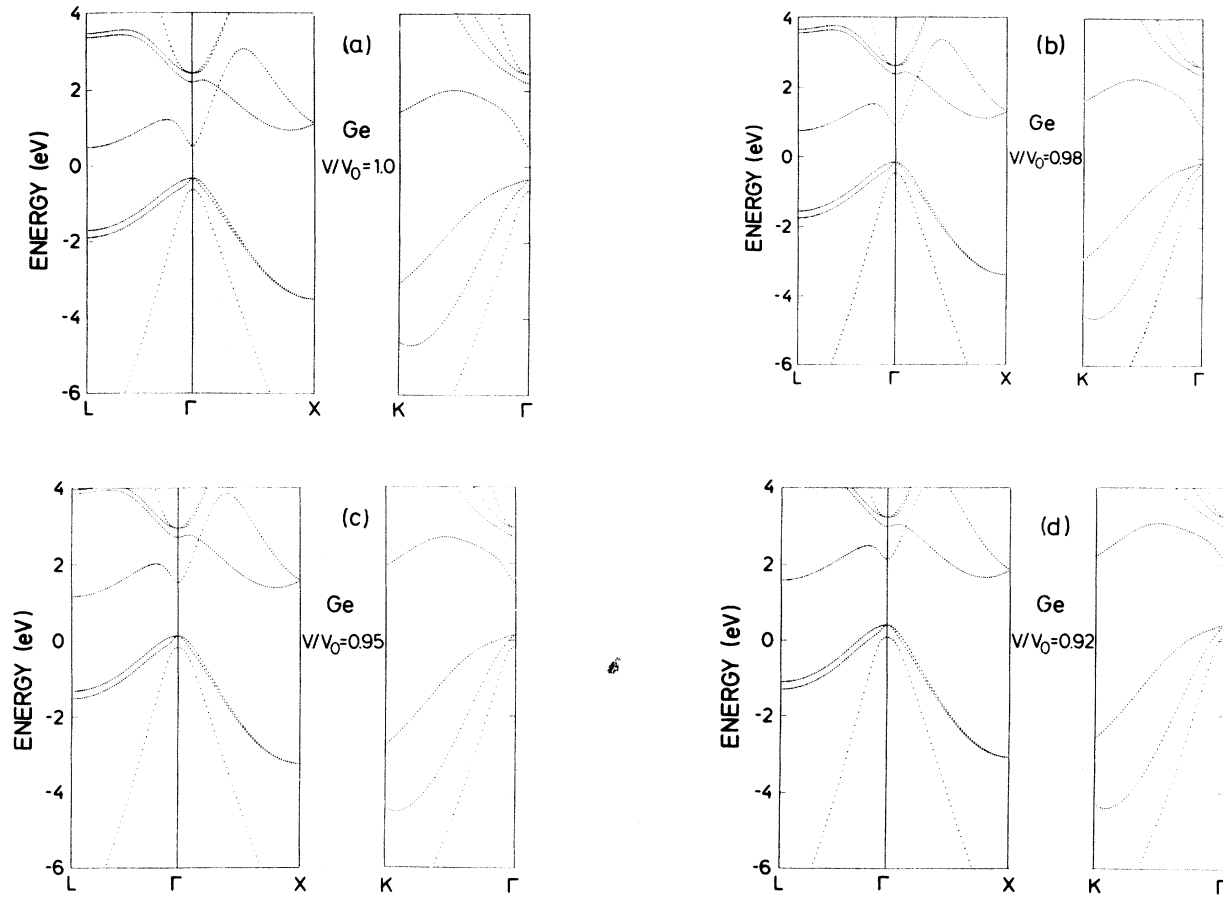 4
2
0
-2
-4
-6
ENERGY (eV)
L
Γ
X
(a)
Ge
V/V₀=1.0
K
Γ
4
2
0
-2
-4
-6
ENERGY (eV)
L
Γ
X
(b)
Ge
V/V₀=0.98
K
Γ
4
2
0
-2
-4
-6
ENERGY (eV)
L
Γ
X
(c)
Ge
V/V₀=0.95
K
Γ
4
2
0
-2
-4
-6
ENERGY (eV)
L
Γ
X
(d)
Ge
V/V₀=0.92
K
Γ